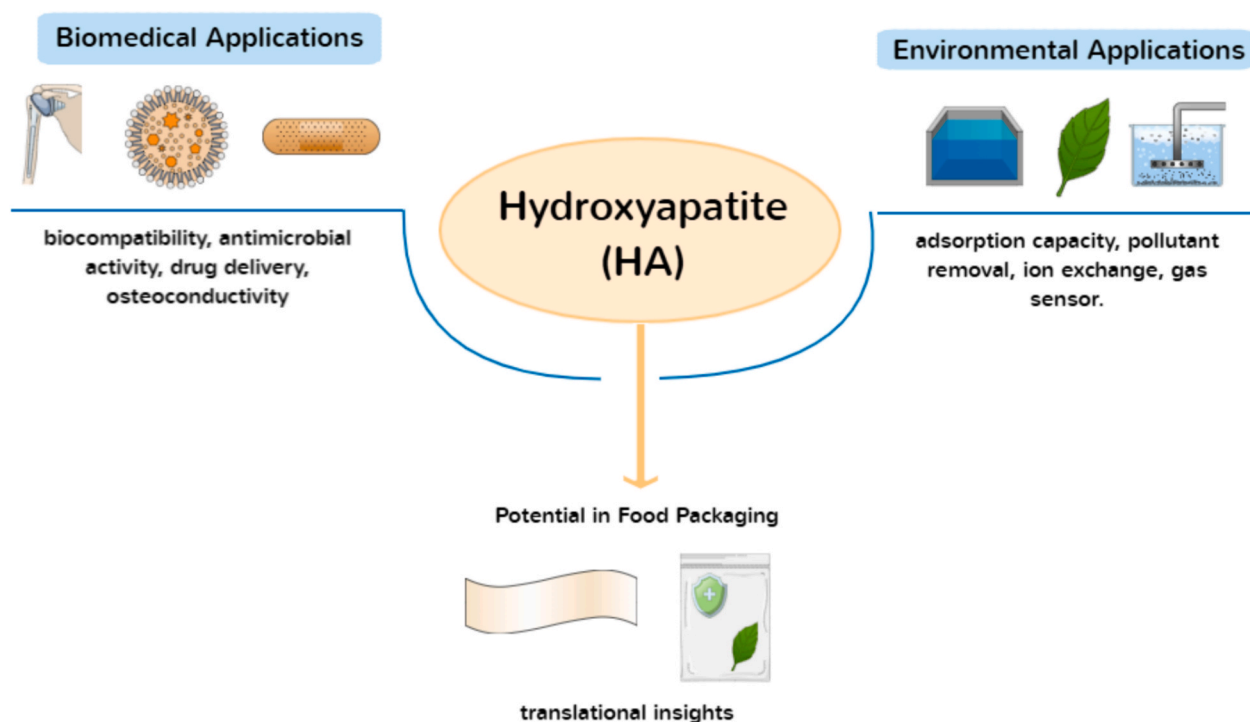 Biomedical Applications
biocompatibility, antimicrobial
activity, drug delivery,
osteoconductivity
Hydroxyapatite
(HA)
Environmental Applications
adsorption capacity, pollutant
removal, ion exchange, gas
sensor.
Potential in Food Packaging
translational insights